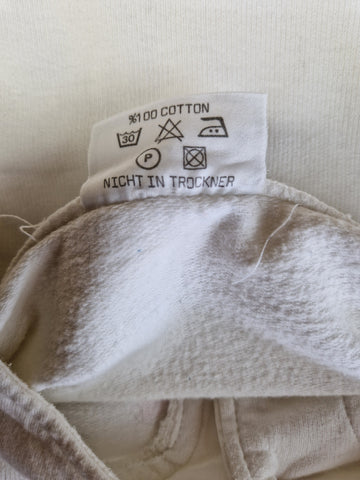 %100 COTTON
30
P
NICHT IN TROCKNER